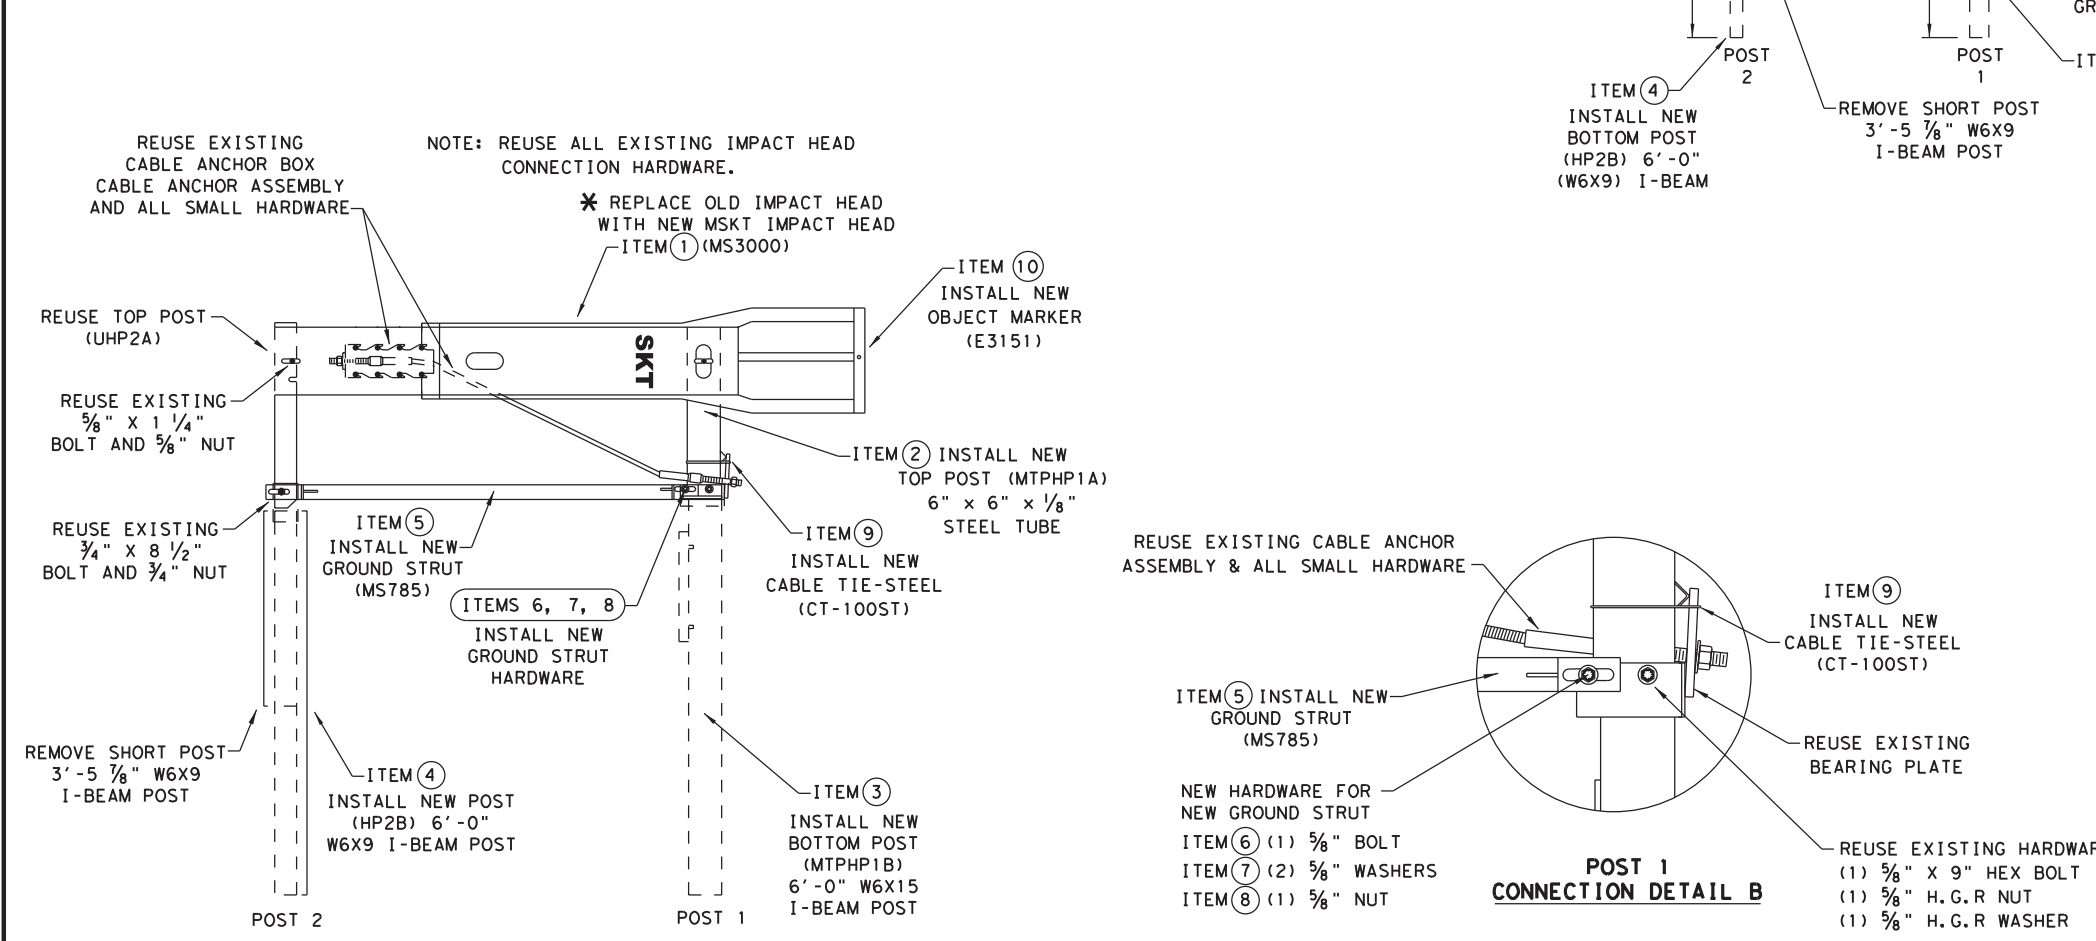 GR
POST
2
POST
1
IT
ITEM 4
INSTALL NEW
BOTTOM POST
(HP2B) 6'-0"
(W6X9) I-BEAM
REMOVE SHORT POST
3'-5 ⅞" W6X9
I-BEAM POST
REUSE EXISTING
CABLE ANCHOR BOX
CABLE ANCHOR ASSEMBLY
AND ALL SMALL HARDWARE
NOTE: REUSE ALL EXISTING IMPACT HEAD
CONNECTION HARDWARE.
* REPLACE OLD IMPACT HEAD
WITH NEW MSKT IMPACT HEAD
ITEM 1 (MS3000)
ITEM 10
INSTALL NEW
OBJECT MARKER
(E3151)
REUSE TOP POST
(UHP2A)
SKT
REUSE EXISTING
⅝" X 1 ¼"
BOLT AND ⅝" NUT
ITEM 2 INSTALL NEW
TOP POST (MTPHP1A)
6" x 6" x ⅛"
STEEL TUBE
REUSE EXISTING
¾" X 8 ½"
BOLT AND ¾" NUT
ITEM 5
INSTALL NEW
GROUND STRUT
(MS785)
ITEM 9
INSTALL NEW
CABLE TIE-STEEL
(CT-100ST)
ITEMS 6, 7, 8
INSTALL NEW
GROUND STRUT
HARDWARE
REMOVE SHORT POST
3'-5 ⅞" W6X9
I-BEAM POST
ITEM 4
INSTALL NEW POST
(HP2B) 6'-0"
W6X9 I-BEAM POST
ITEM 3
INSTALL NEW
BOTTOM POST
(MTPHP1B)
6'-0" W6X15
I-BEAM POST
POST 2
POST 1
REUSE EXISTING CABLE ANCHOR
ASSEMBLY & ALL SMALL HARDWARE
ITEM 9
INSTALL NEW
CABLE TIE-STEEL
(CT-100ST)
ITEM 5 INSTALL NEW
GROUND STRUT
(MS785)
REUSE EXISTING
BEARING PLATE
NEW HARDWARE FOR
NEW GROUND STRUT
ITEM 6 (1) ⅝" BOLT
ITEM 7 (2) ⅝" WASHERS
ITEM 8 (1) ⅝" NUT
POST 1
CONNECTION DETAIL B
REUSE EXISTING HARDWAR
(1) ⅝" X 9" HEX BOLT
(1) ⅝" H.G.R NUT
(1) ⅝" H.G.R WASHER